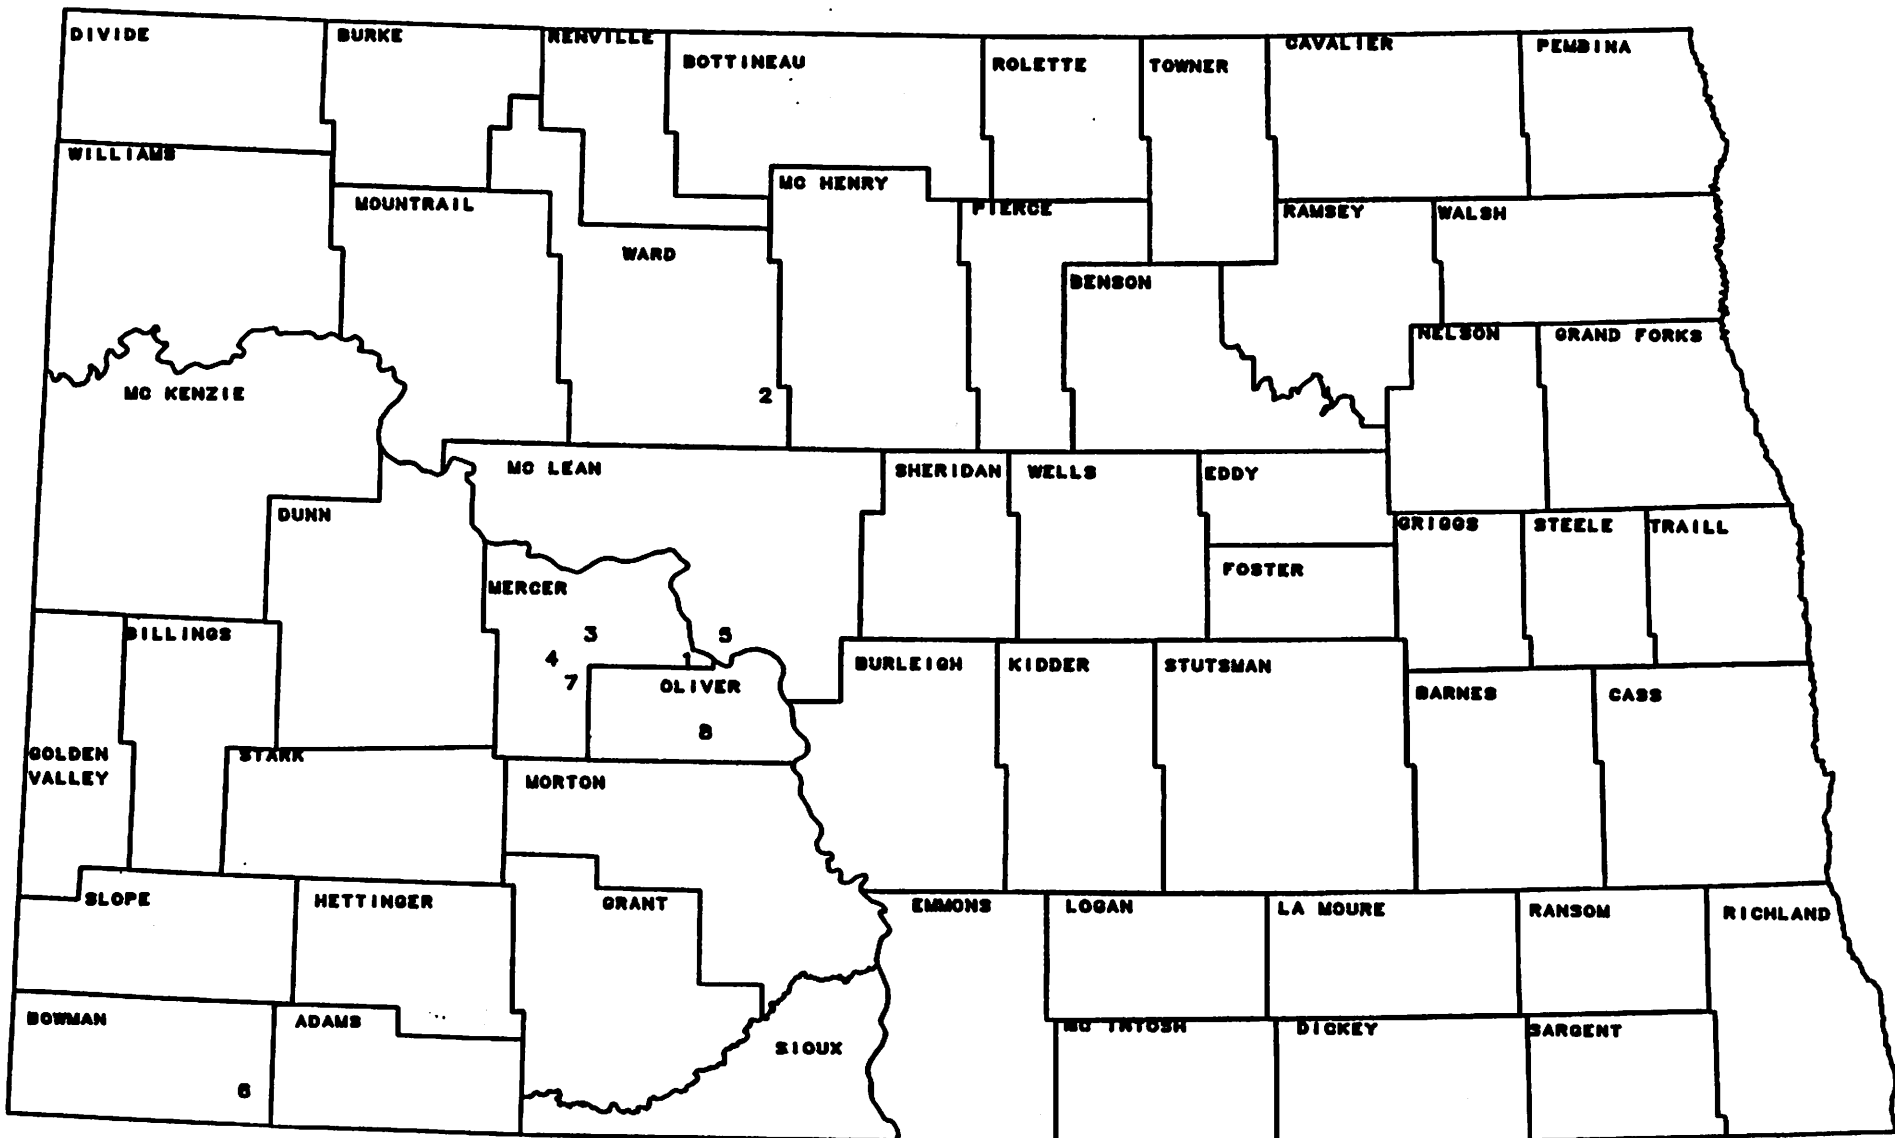 DIVIDE
BURKE
RENVILLE
BOTTINEAU
ROLETTE
TOWNER
CAVALIER
PEMBINA
WILLIAMS
MOUNTRAIL
WARD
MC HENRY
PIERCE
BENSON
RAMSEY
WALSH
NELSON
GRAND FORKS
MC KENZIE
2
MC LEAN
SHERIDAN
WELLS
EDDY
DUNN
GRIGGS
STEELE
TRAILL
FOSTER
MERCER
BILLINGS
3
5
4
1
7
OLIVER
8
BURLEIGH
KIDDER
STUTSMAN
BARNES
CASS
GOLDEN
VALLEY
STARK
MORTON
SLOPE
HETTINGER
GRANT
EMMONS
LOGAN
LA MOURE
RANSOM
RICHLAND
BOWMAN
ADAMS
SIOUX
MC INTOSH
DICKEY
SARGENT
6